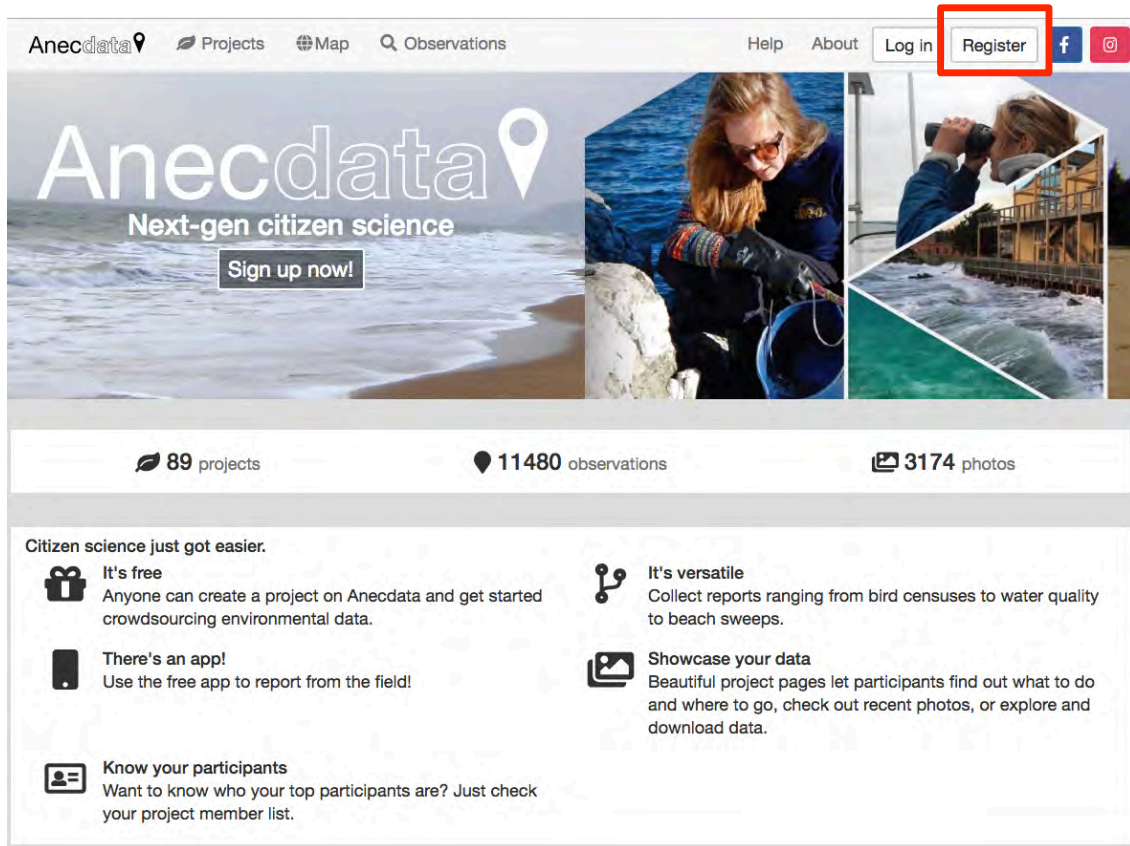 Anecdata Projects Map Observations Help About Log in Register
Anecdata
Next-gen citizen science
Sign up now!
89 projects 11480 observations 3174 photos
Citizen science just got easier.
It's free
Anyone can create a project on Anecdata and get started
crowdsourcing environmental data.
It's versatile
Collect reports ranging from bird censuses to water quality
to beach sweeps.
There's an app!
Use the free app to report from the field!
Showcase your data
Beautiful project pages let participants find out what to do
and where to go, check out recent photos, or explore and
download data.
Know your participants
Want to know who your top participants are? Just check
your project member list.